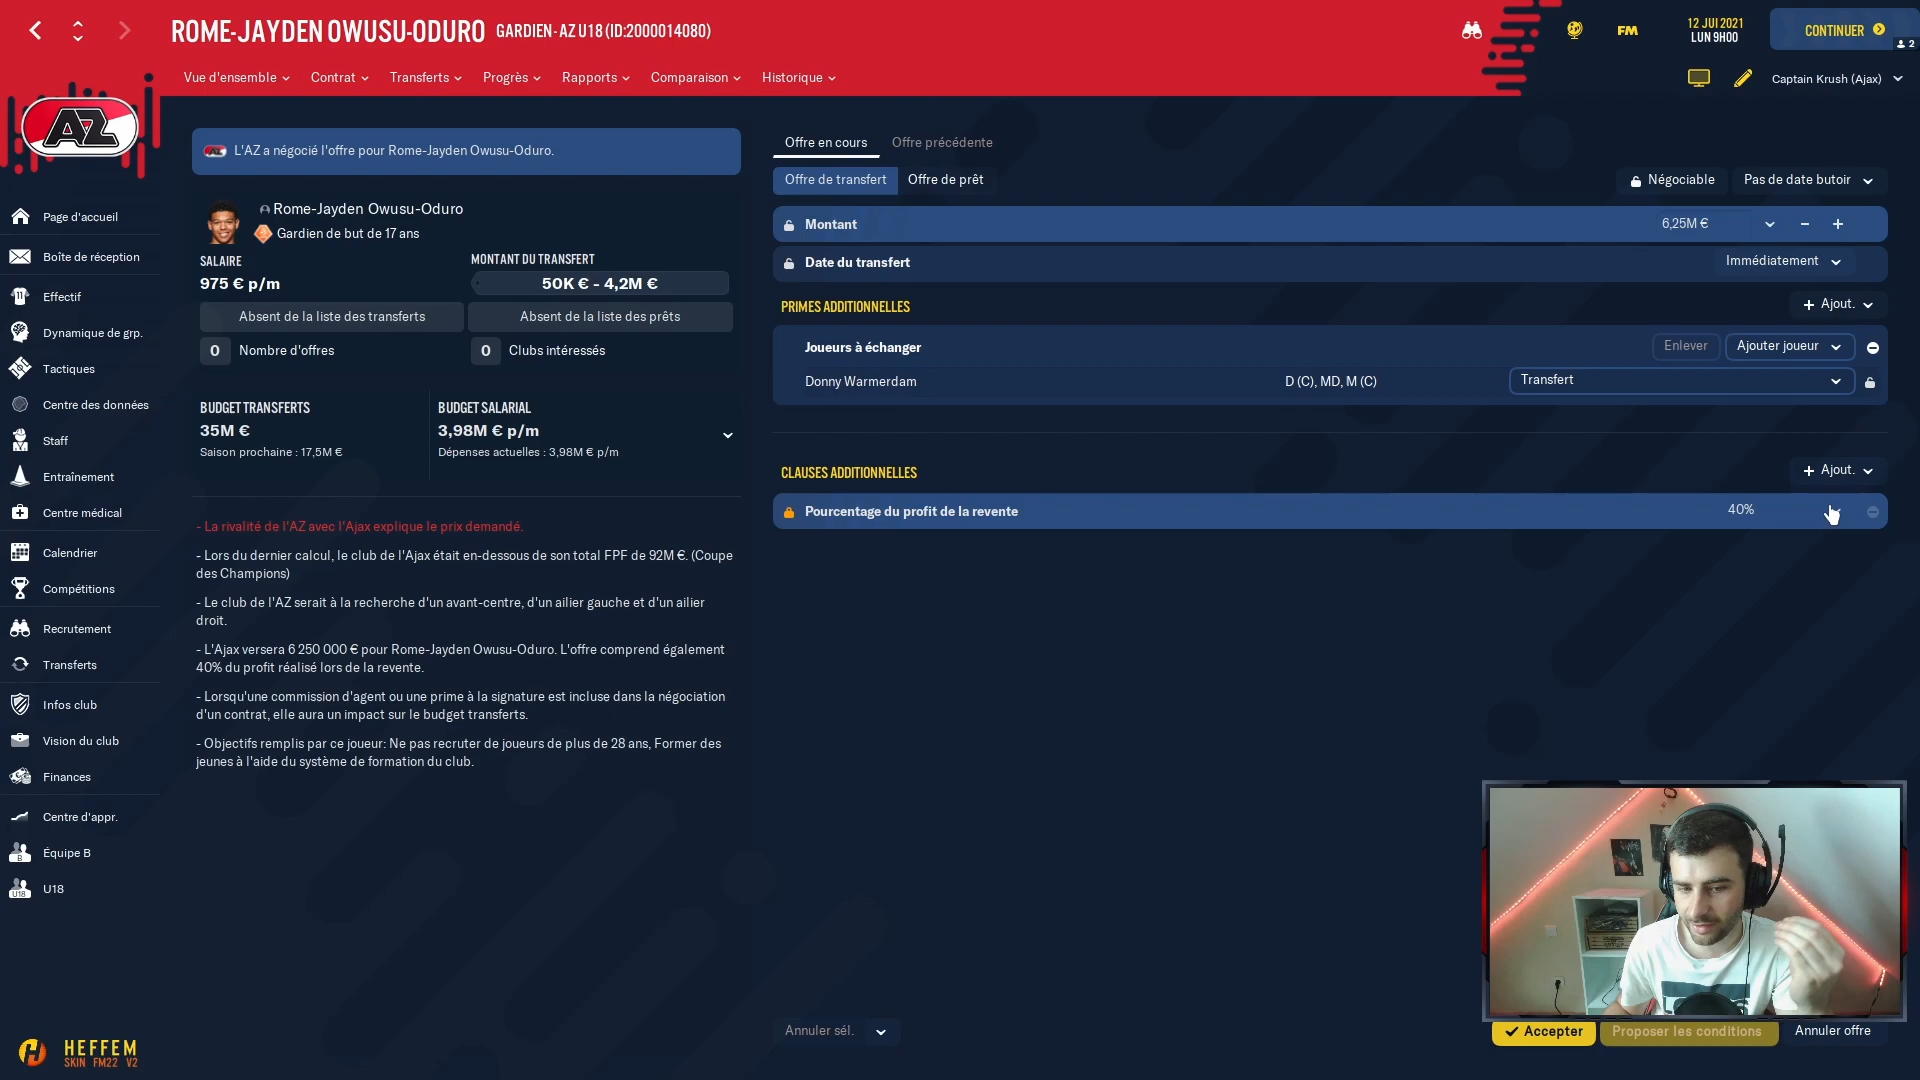 ROME-JAYDEN OWUSU-ODURO GARDIEN - AZ U18 (ID:2000014080)
FM
12 JUI 2021
LUN 9H00
CONTINUER
2
Vue d'ensemble
Contrat
Transferts
Progrès
Rapports
Comparaison
Historique
Captain Krush (Ajax)
AZ
Page d'accueil
Boîte de réception
Effectif
Dynamique de grp.
Tactiques
Centre des données
Staff
Entraînement
Centre médical
Calendrier
Compétitions
Recrutement
Transferts
Infos club
Vision du club
Finances
Centre d'appr.
B
Équipe B
U18
U18
HEFFEM
SKIN FM22 V2
L'AZ a négocié l'offre pour Rome-Jayden Owusu-Oduro.
Rome-Jayden Owusu-Oduro
Gardien de but de 17 ans
SALAIRE
975 € p/m
MONTANT DU TRANSFERT
50K € - 4,2M €
Absent de la liste des transferts
Absent de la liste des prêts
0 Nombre d'offres
0 Clubs intéressés
BUDGET TRANSFERTS
35M €
Saison prochaine : 17,5M €
BUDGET SALARIAL
3,98M € p/m
Dépenses actuelles : 3,98M € p/m
- La rivalité de l'AZ avec l'Ajax explique le prix demandé.
- Lors du dernier calcul, le club de l'Ajax était en-dessous de son total FPF de 92M €. (Coupe
des Champions)
- Le club de l'AZ serait à la recherche d'un avant-centre, d'un ailier gauche et d'un ailier
droit.
- L'Ajax versera 6 250 000 € pour Rome-Jayden Owusu-Oduro. L'offre comprend également
40% du profit réalisé lors de la revente.
- Lorsqu'une commission d'agent ou une prime à la signature est incluse dans la négociation
d'un contrat, elle aura un impact sur le budget transferts.
- Objectifs remplis par ce joueur: Ne pas recruter de joueurs de plus de 28 ans, Former des
jeunes à l'aide du système de formation du club.
Offre en cours
Offre précédente
Offre de transfert
Offre de prêt
Négociable
Pas de date butoir
Montant
6,25M €
Date du transfert
Immédiatement
PRIMES ADDITIONNELLES
+ Ajout.
Joueurs à échanger
Enlever
Ajouter joueur
Donny Warmerdam
D (C), MD, M (C)
Transfert
CLAUSES ADDITIONNELLES
+ Ajout.
Pourcentage du profit de la revente
40%
Annuler sél.
Accepter
Proposer les conditions
Annuler offre